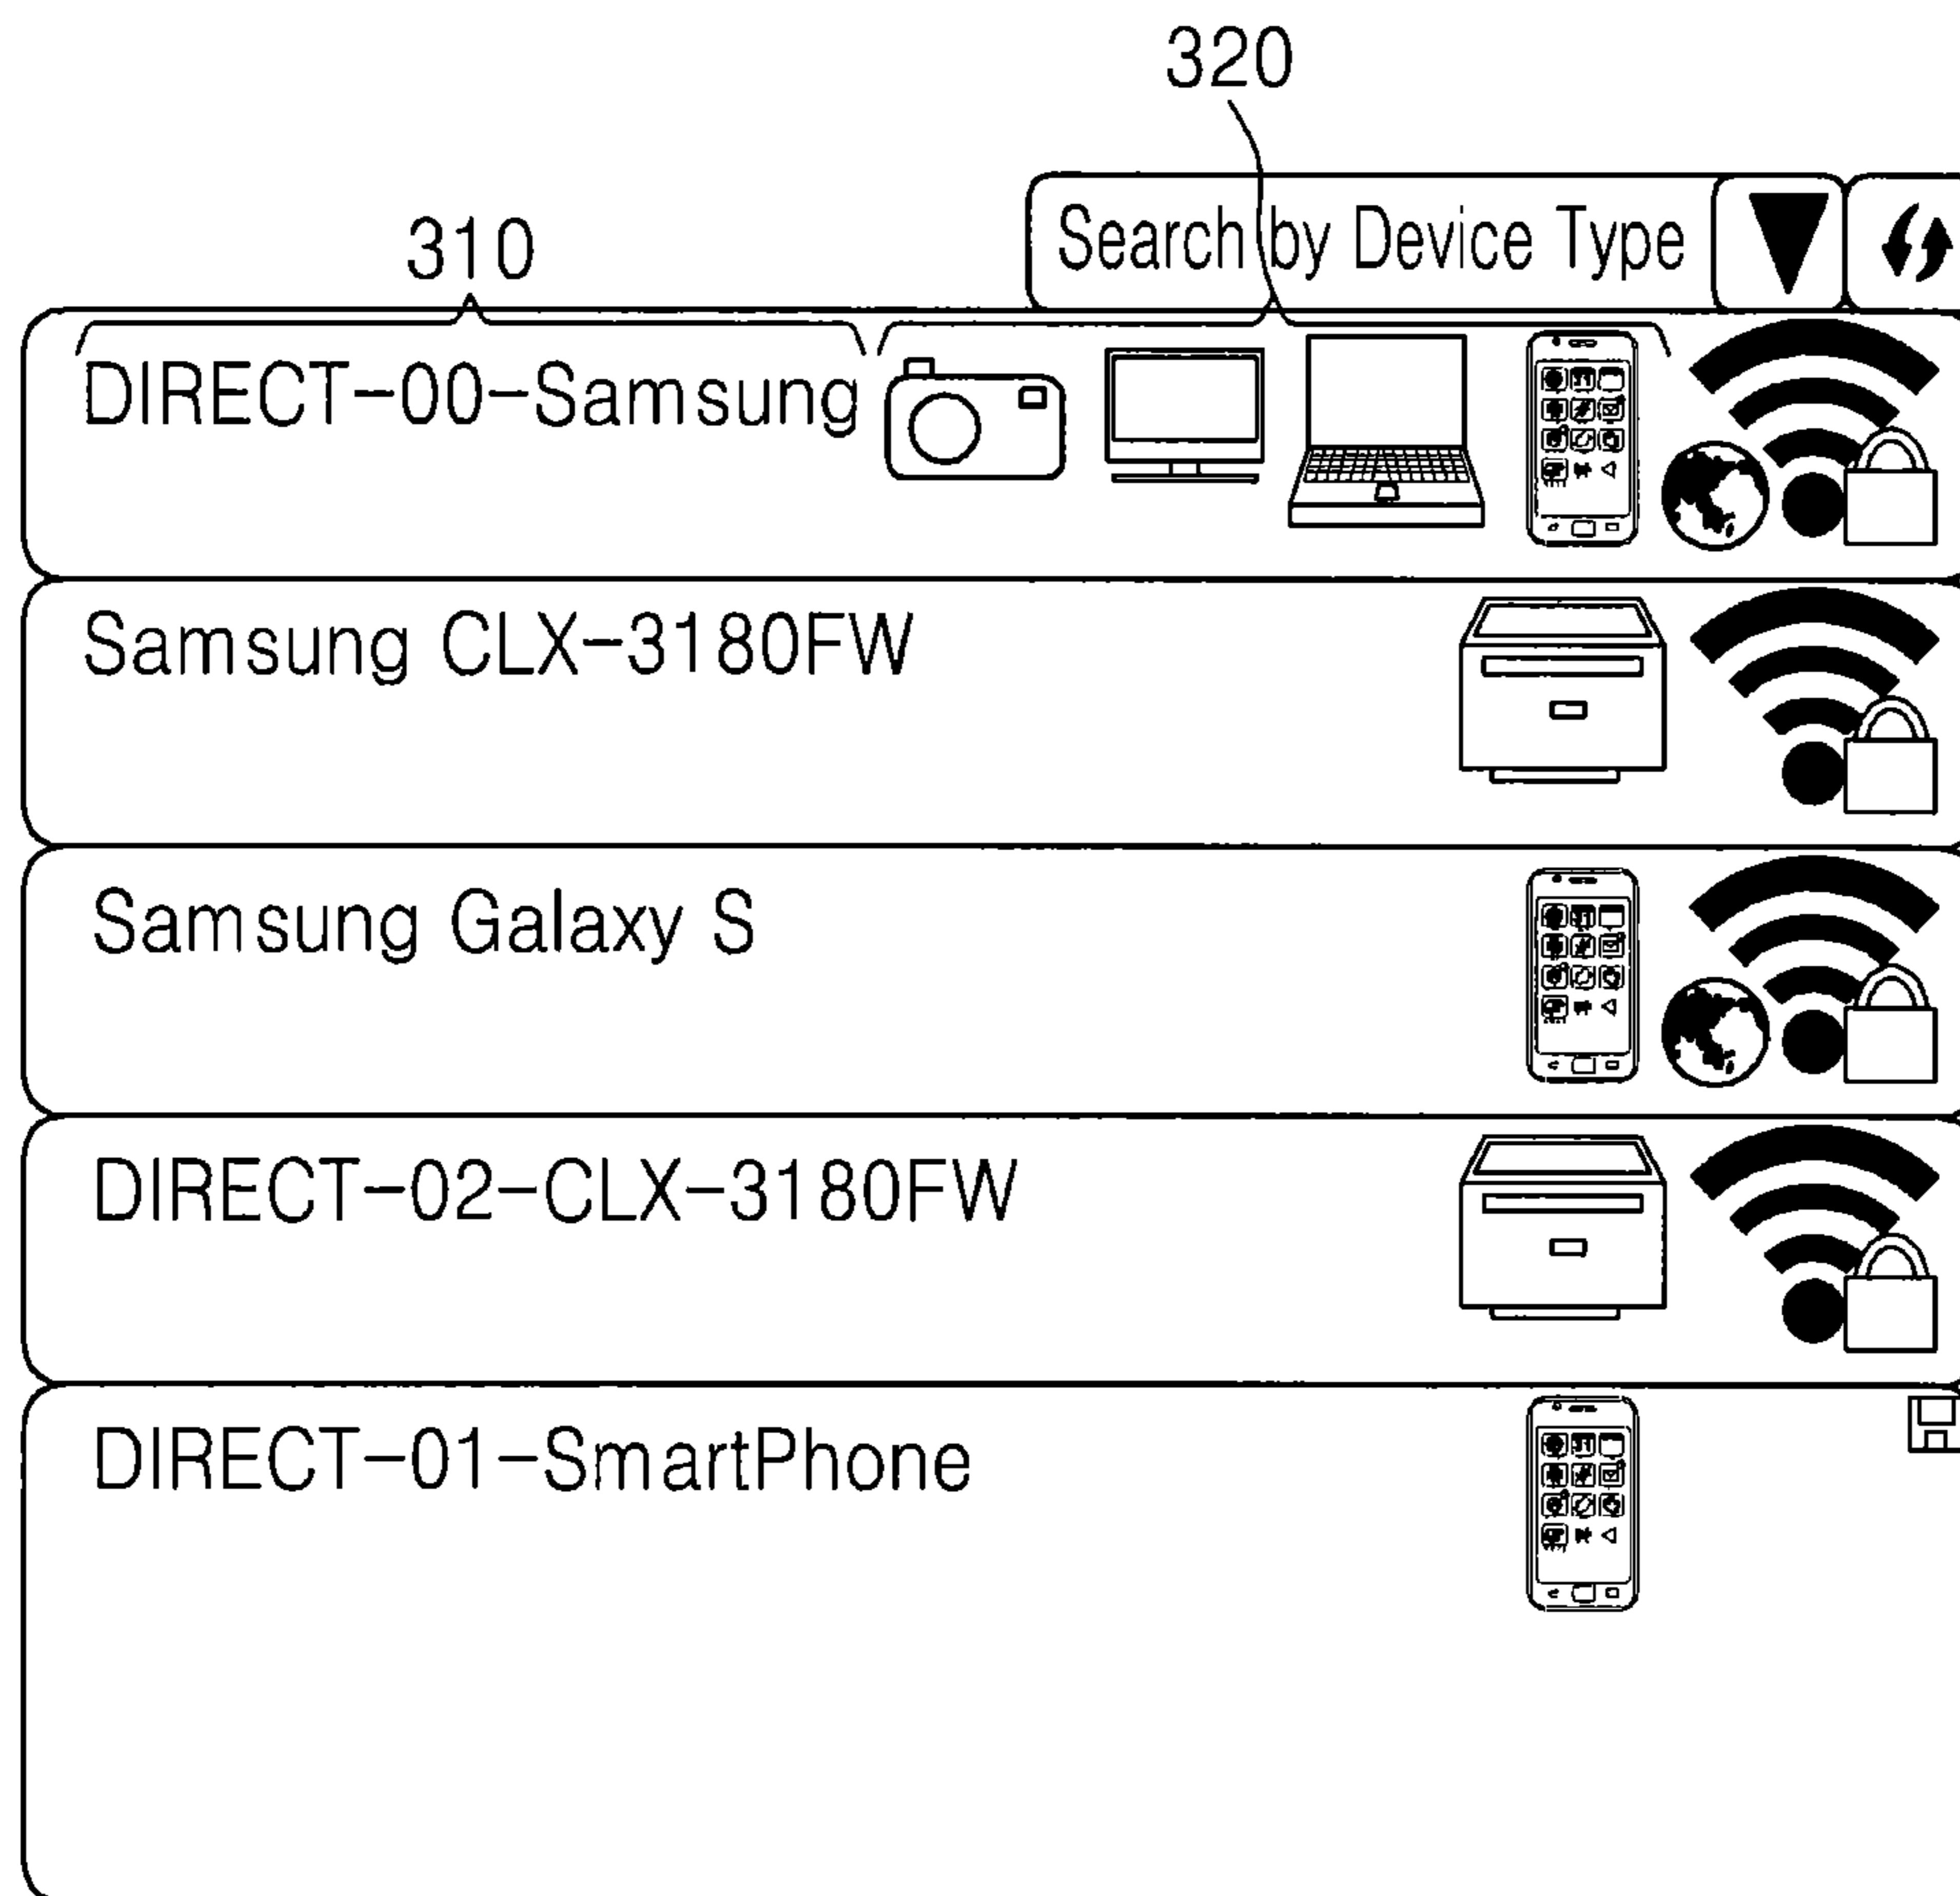 320
310
Search by Device Type
DIRECT-00-Samsung
Samsung CLX-3180FW
Samsung Galaxy S
DIRECT-02-CLX-3180FW
DIRECT-01-SmartPhone